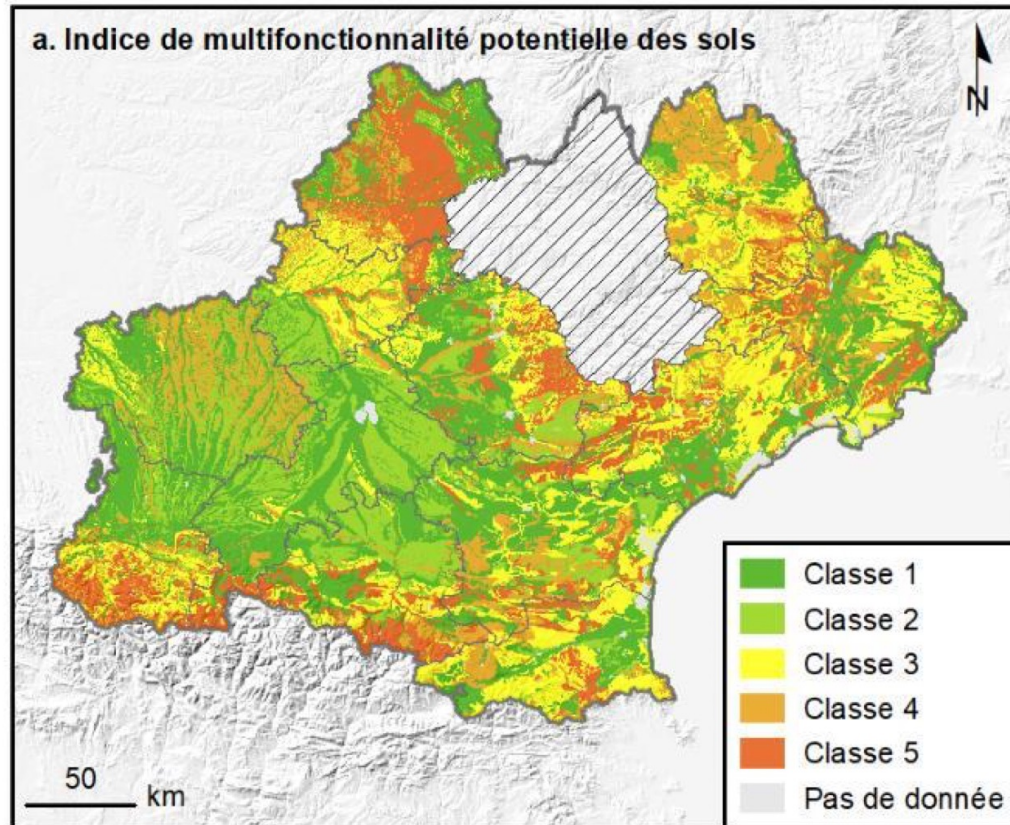 a. Indice de multifonctionnalité potentielle des sols
N
Classe 1
Classe 2
Classe 3
Classe 4
Classe 5
Pas de donnée
50
km